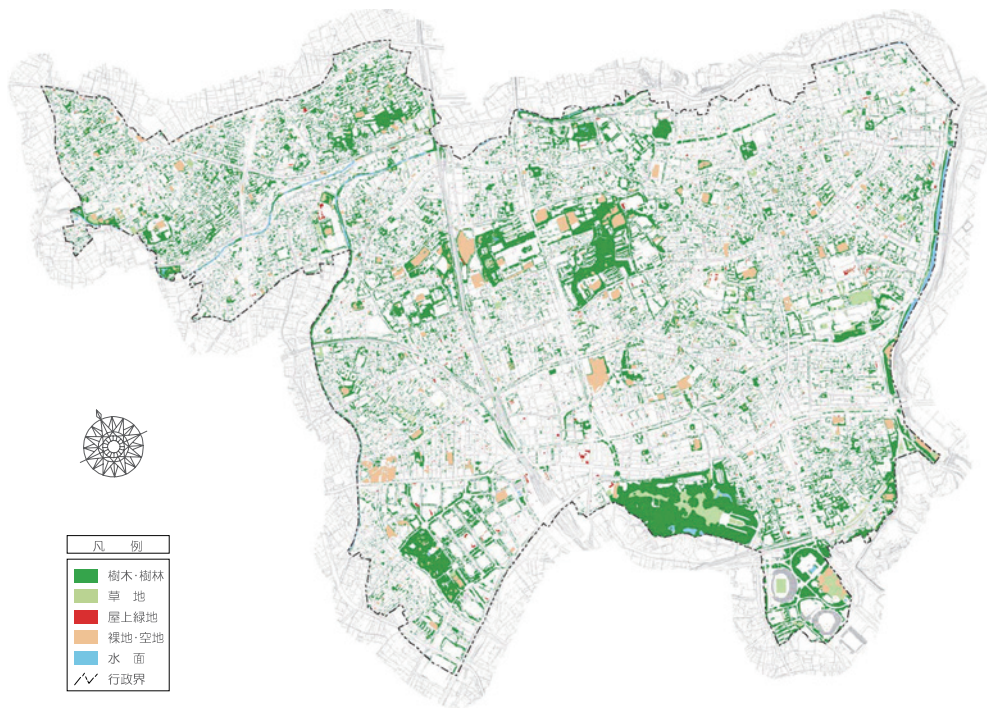 凡 例
樹木・樹林
草 地
屋上緑地
裸地・空地
水 面
行政界